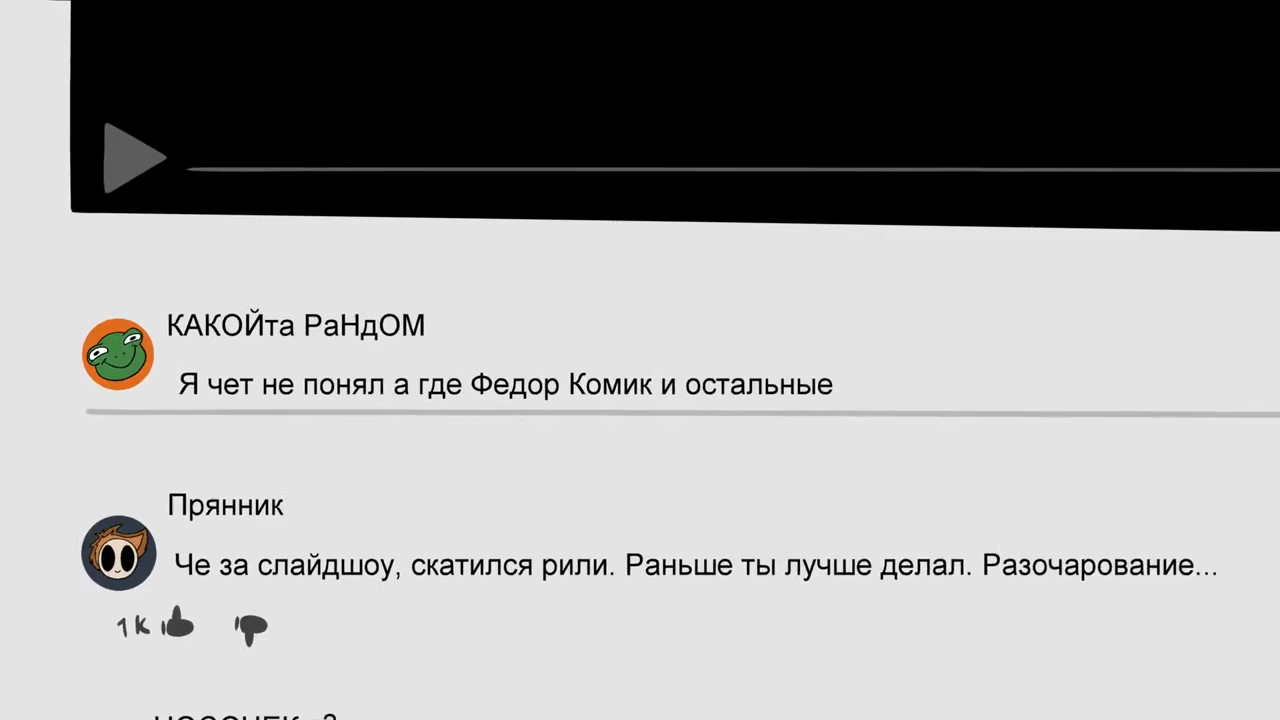 КАКОЙта РаНдОМ
Я чет не понял а где Федор Комик и остальные
Прянник
Че за слайдшоу, скатился рили. Раньше ты лучше делал. Разочарование...
1К